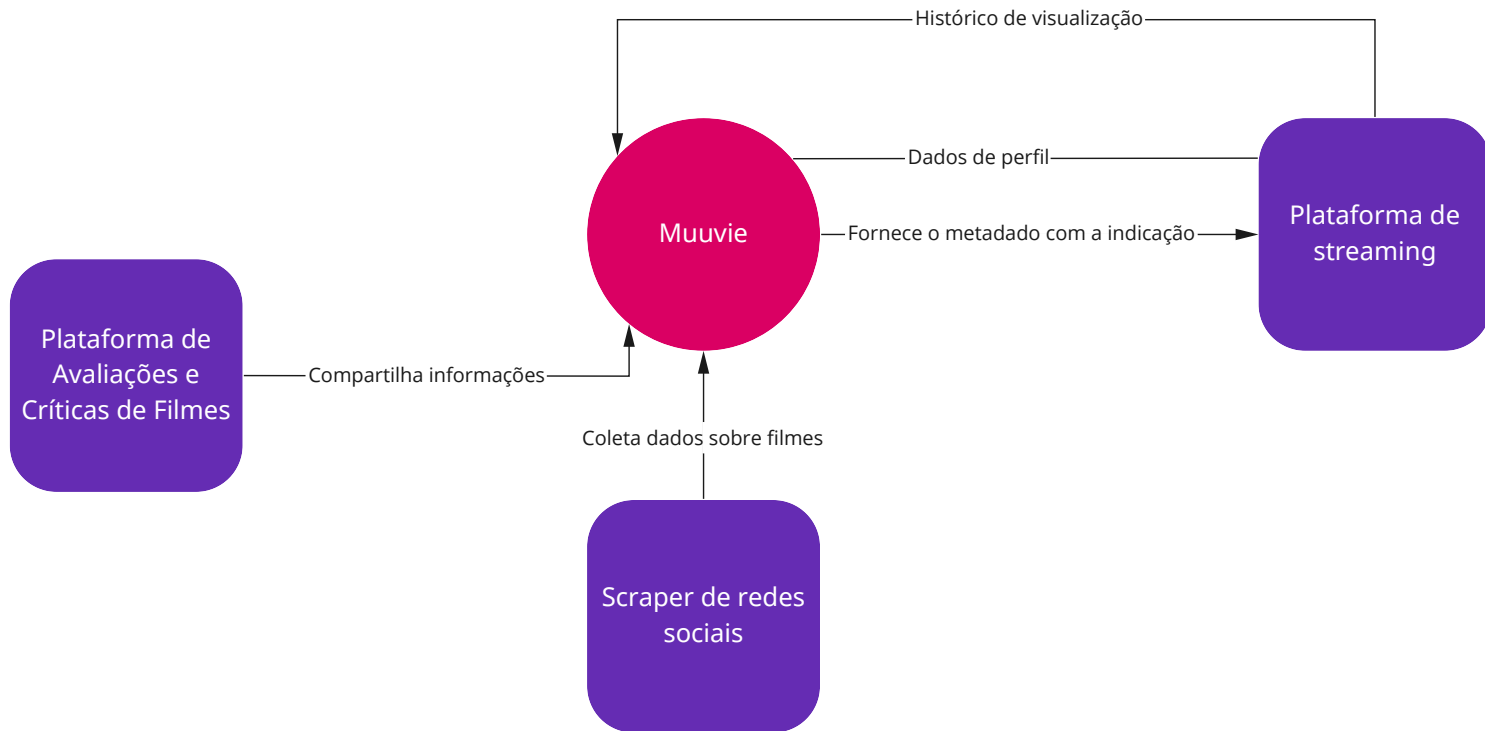 Histórico de visualização
Dados de perfil
Muuvie
Fornece o metadado com a indicação
Plataforma de
streaming
Plataforma de
Avaliações e
Críticas de Filmes
Compartilha informações
Coleta dados sobre filmes
Scraper de redes
sociais